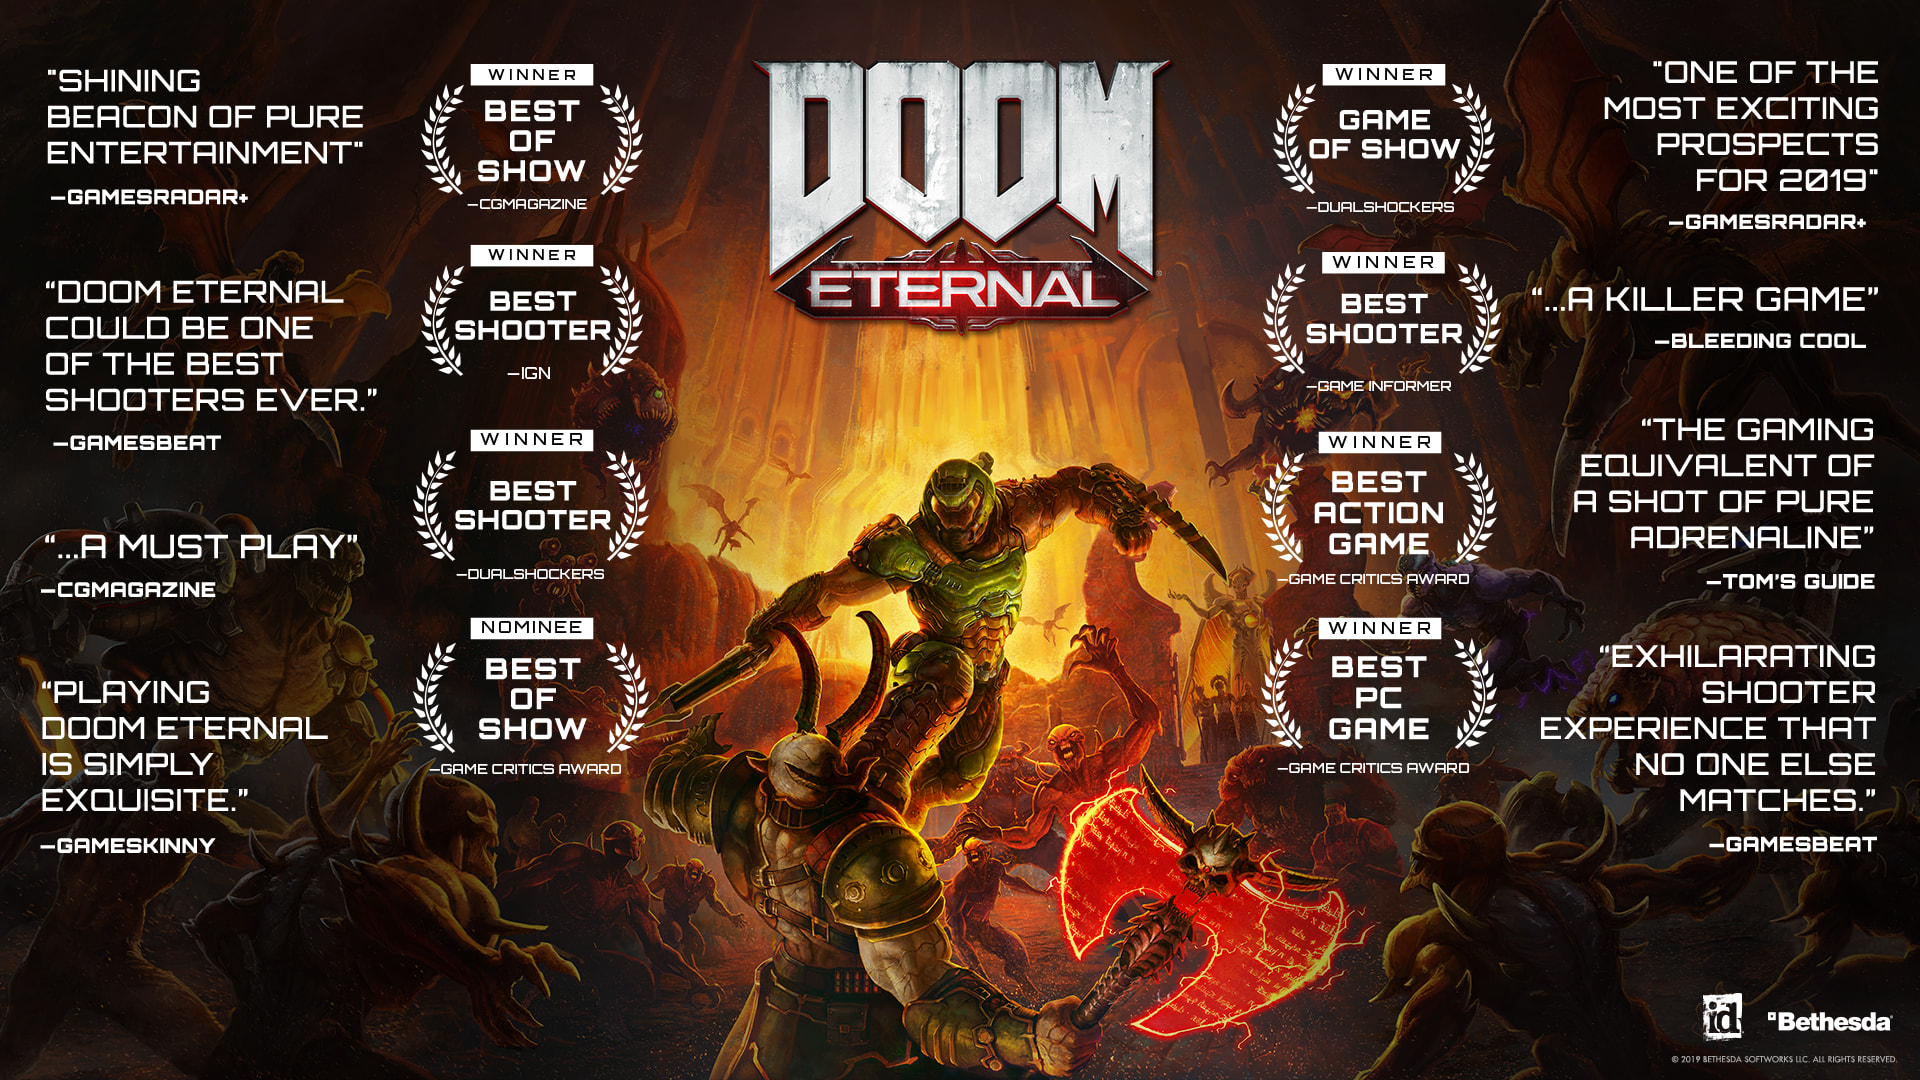 "SHINING
BEACON OF PURE
ENTERTAINMENT"
—GAMESRADAR+
“DOOM ETERNAL
COULD BE ONE
OF THE BEST
SHOOTERS EVER.”
—GAMESBEAT
“...A MUST PLAY”
—CGMAGAZINE
“PLAYING
DOOM ETERNAL
IS SIMPLY
EXQUISITE.”
—GAMESKINNY
WINNER
BEST
OF
SHOW
—CGMAGAZINE
WINNER
BEST
SHOOTER
—IGN
WINNER
BEST
SHOOTER
—DUALSHOCKERS
NOMINEE
BEST
OF
SHOW
—GAME CRITICS AWARD
DOOM
ETERNAL
WINNER
GAME
OF SHOW
—DUALSHOCKERS
WINNER
BEST
SHOOTER
—GAME INFORMER
WINNER
BEST
ACTION
GAME
—GAME CRITICS AWARD
WINNER
BEST
PC
GAME
—GAME CRITICS AWARD
"ONE OF THE
MOST EXCITING
PROSPECTS
FOR 2019"
—GAMESRADAR+
“...A KILLER GAME”
—BLEEDING COOL
“THE GAMING
EQUIVALENT OF
A SHOT OF PURE
ADRENALINE”
—TOM’S GUIDE
“EXHILARATING
SHOOTER
EXPERIENCE THAT
NO ONE ELSE
MATCHES.”
—GAMESBEAT
id
Bethesda
© 2019 BETHESDA SOFTWORKS LLC. ALL RIGHTS RESERVED.